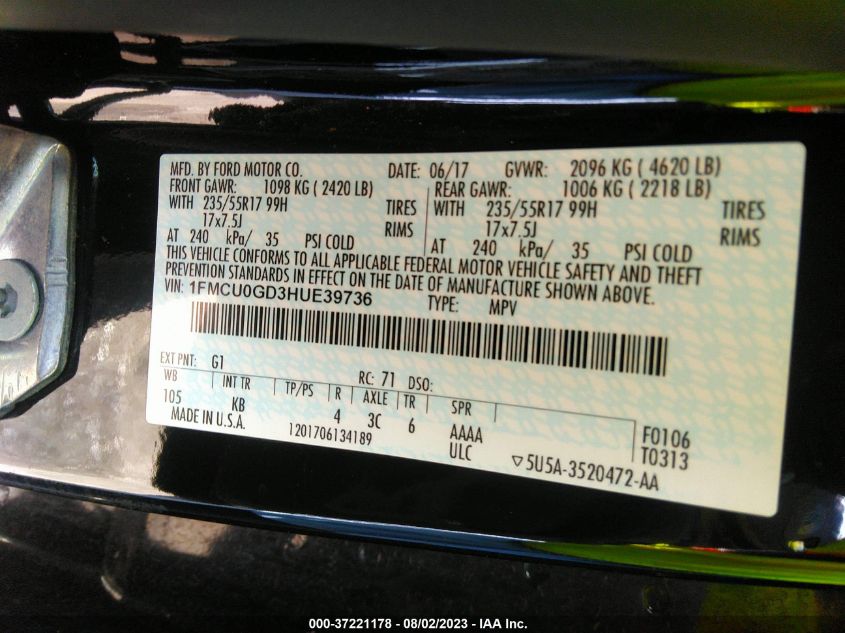 MFD. BY FORD MOTOR CO. DATE: 06/17 GVWR: 2096 KG ( 4620 LB)
FRONT GAWR: 1098 KG ( 2420 LB) REAR GAWR: 1006 KG ( 2218 LB)
WITH 235/55R17 99H TIRES WITH 235/55R17 99H TIRES
17x7.5J RIMS 17x7.5J RIMS
AT 240 kPa/ 35 PSI COLD AT 240 kPa/ 35 PSI COLD
THIS VEHICLE CONFORMS TO ALL APPLICABLE FEDERAL MOTOR VEHICLE SAFETY AND THEFT
PREVENTION STANDARDS IN EFFECT ON THE DATE OF MANUFACTURE SHOWN ABOVE.
VIN: 1FMCU0GD3HUE39736 TYPE: MPV
EXT PNT: G1 RC: 71 DSO:
WB INT TR TP/PS R AXLE TR SPR
105 KB 4 3C 6 AAAA F0106
MADE IN U.S.A. 1201706134189 ULC ▽5U5A-3520472-AA T0313
000-37221178 - 08/02/2023 - IAA Inc.